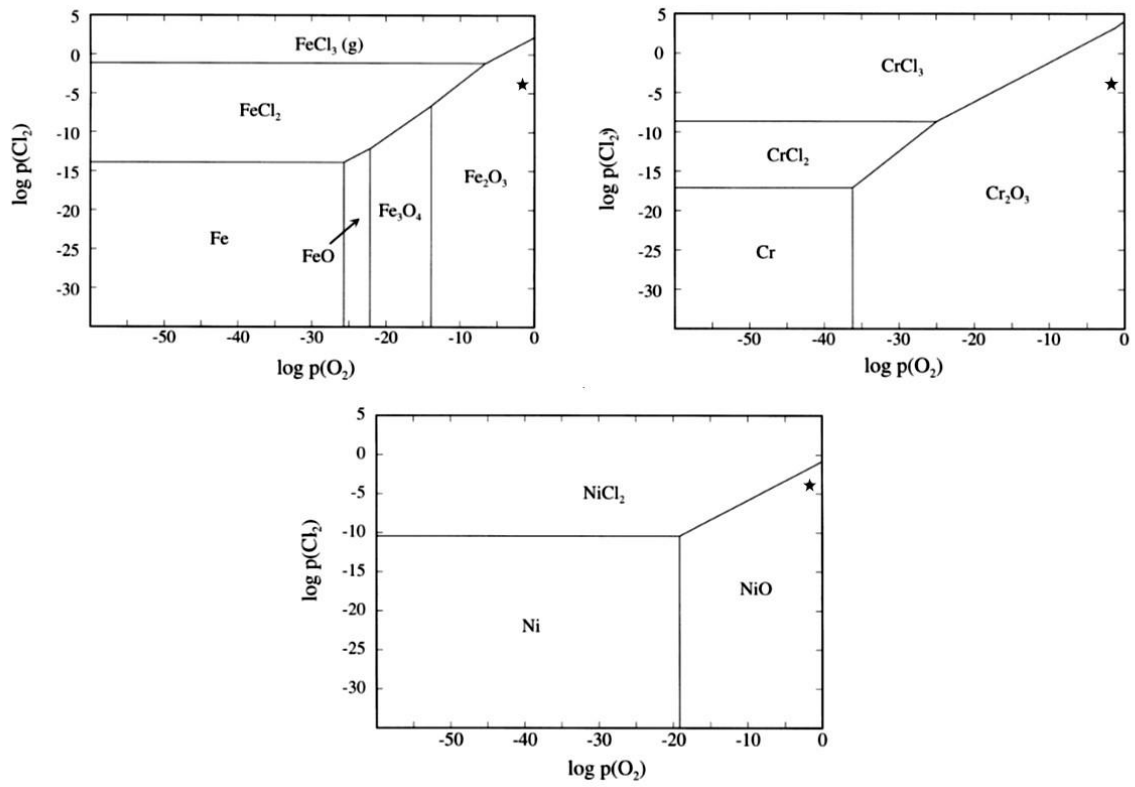 5
0
-5
-10
-15
-20
-25
-30
log p(Cl₂)
FeCl₃ (g)
FeCl₂
Fe
FeO
Fe₃O₄
Fe₂O₃
-50 -40 -30 -20 -10 0
log p(O₂)
5
0
-5
-10
-15
-20
-25
-30
log p(Cl₂)
CrCl₃
CrCl₂
Cr
Cr₂O₃
-50 -40 -30 -20 -10 0
log p(O₂)
5
0
-5
-10
-15
-20
-25
-30
log p(Cl₂)
NiCl₂
Ni
NiO
-50 -40 -30 -20 -10 0
log p(O₂)